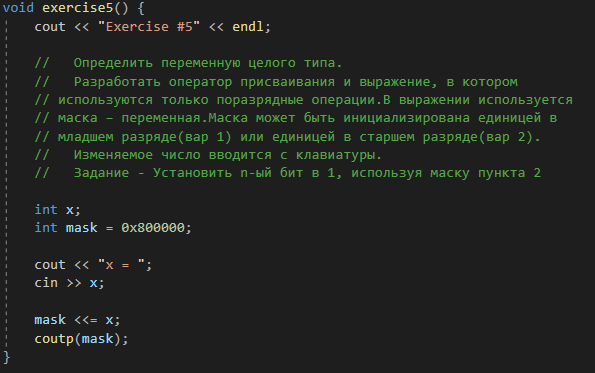 void exercise5() {
cout << "Exercise #5" << endl;
// Определить переменную целого типа.
// Разработать оператор присваивания и выражение, в котором
// используются только поразрядные операции.В выражении используется
// маска – переменная.Маска может быть инициализирована единицей в
// младшем разряде(вар 1) или единицей в старшем разряде(вар 2).
// Изменяемое число вводится с клавиатуры.
// Задание - Установить n-ый бит в 1, используя маску пункта 2
int x;
int mask = 0x800000;
cout << "x = ";
cin >> x;
mask <<= x;
coutp(mask);
}